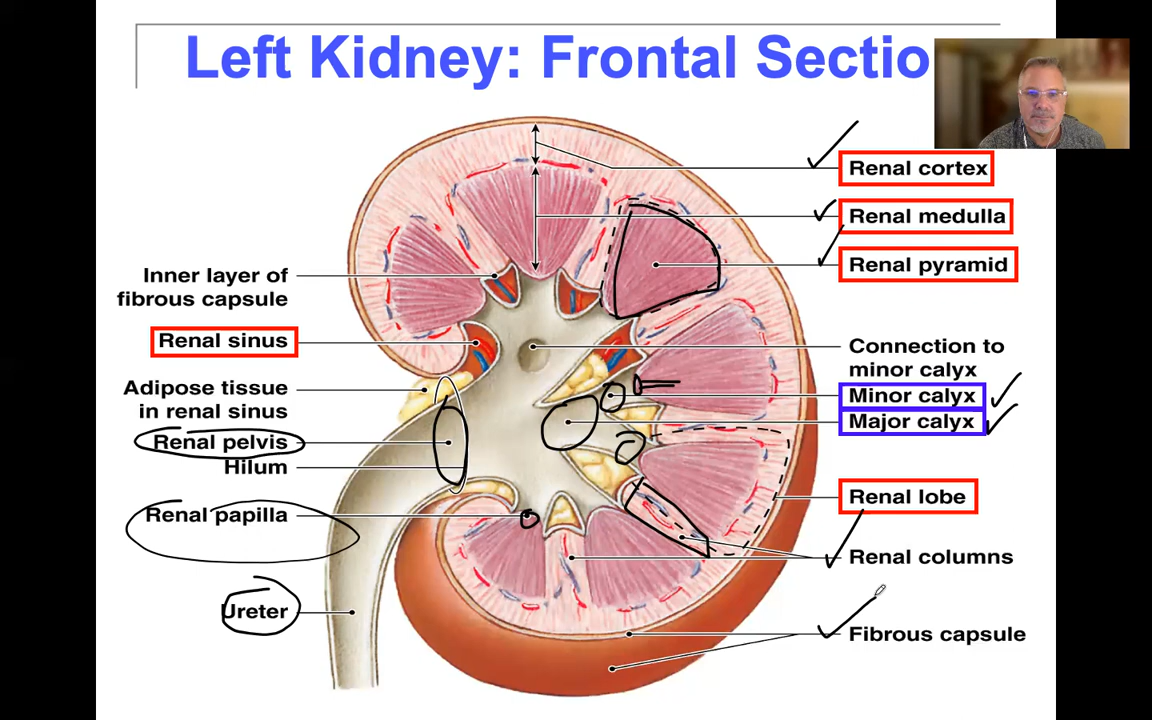 Left Kidney: Frontal Sectio
Renal cortex
Renal medulla
Renal pyramid
Connection to
minor calyx
Minor calyx
Major calyx
Renal lobe
Renal columns
Fibrous capsule
Inner layer of
fibrous capsule
Renal sinus
Adipose tissue
in renal sinus
Renal pelvis
Hilum
Renal papilla
Ureter